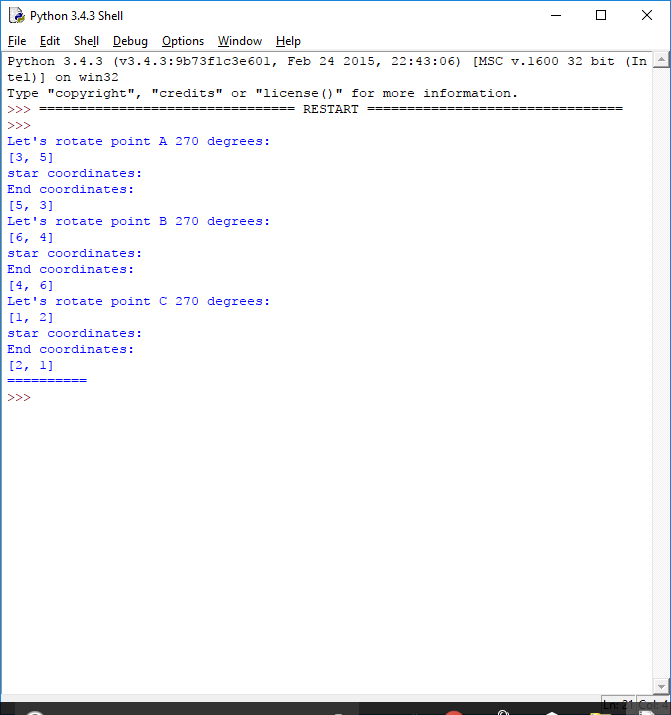 Python 3.4.3 Shell
File Edit Shell Debug Options Window Help
Python 3.4.3 (v3.4.3:9b73f1c3e601, Feb 24 2015, 22:43:06) [MSC v.1600 32 bit (In
tel)] on win32
Type "copyright", "credits" or "license()" for more information.
>>> ================================ RESTART ================================
>>>
Let's rotate point A 270 degrees:
[3, 5]
star coordinates:
End coordinates:
[5, 3]
Let's rotate point B 270 degrees:
[6, 4]
star coordinates:
End coordinates:
[4, 6]
Let's rotate point C 270 degrees:
[1, 2]
star coordinates:
End coordinates:
[2, 1]
==========
>>>
Ln: 21 Col: 4